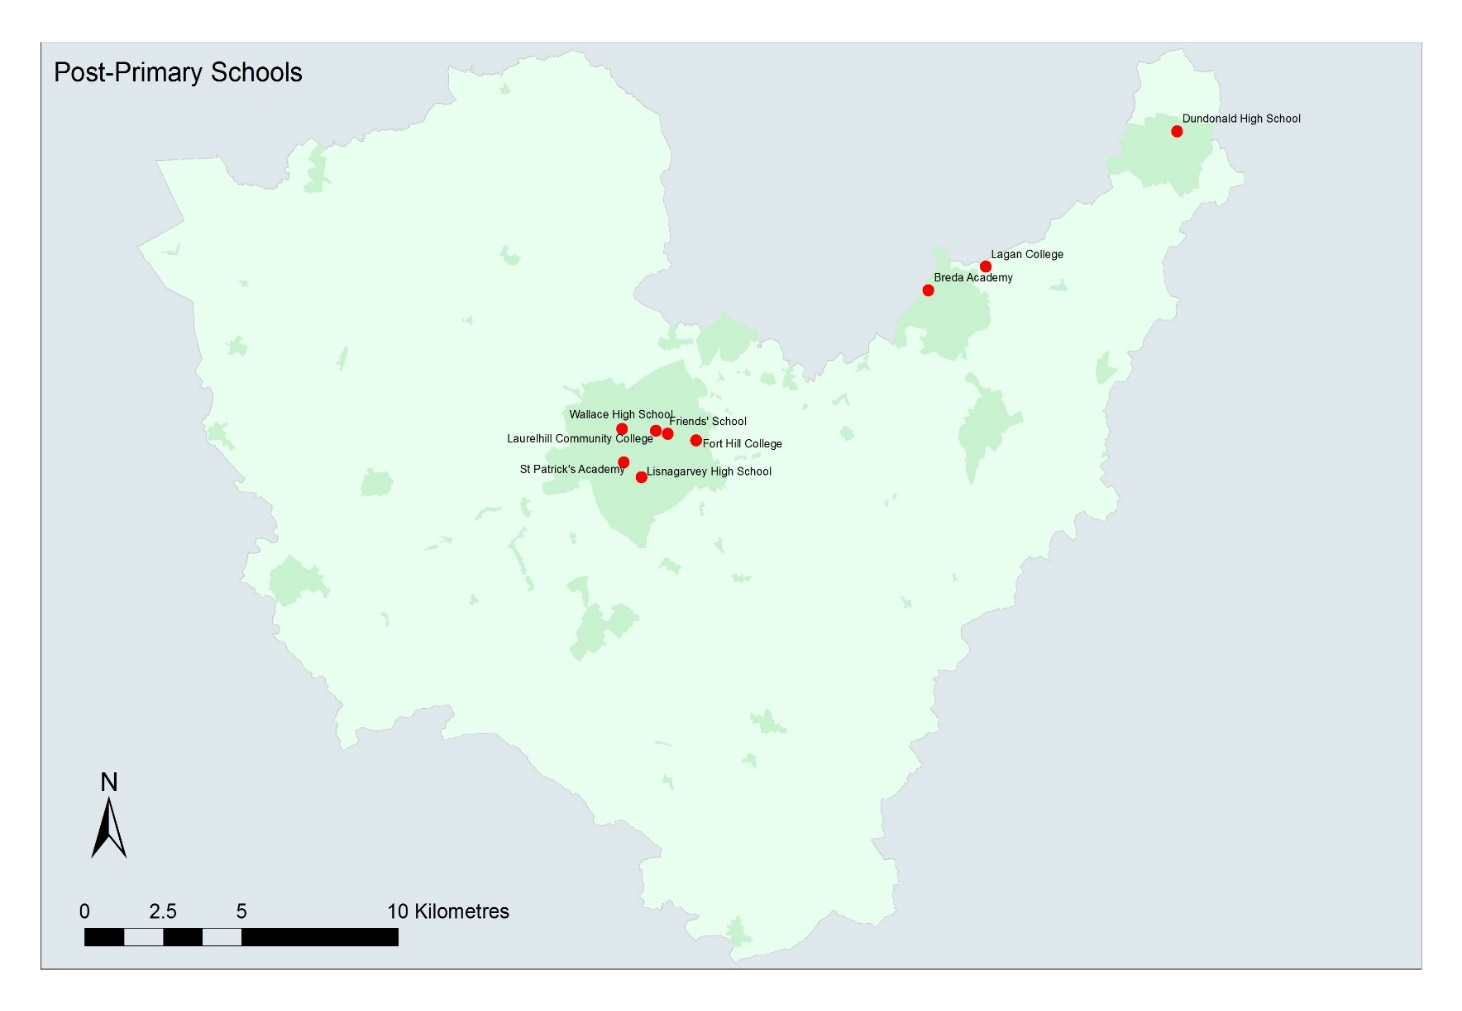 Post-Primary Schools
Dundonald High School
Lagan College
Breda Academy
Wallace High School
Friends' School
Laurelhill Community College
Fort Hill College
St Patrick's Academy
Lisnagarvey High School
N
0 2.5 5 10 Kilometres